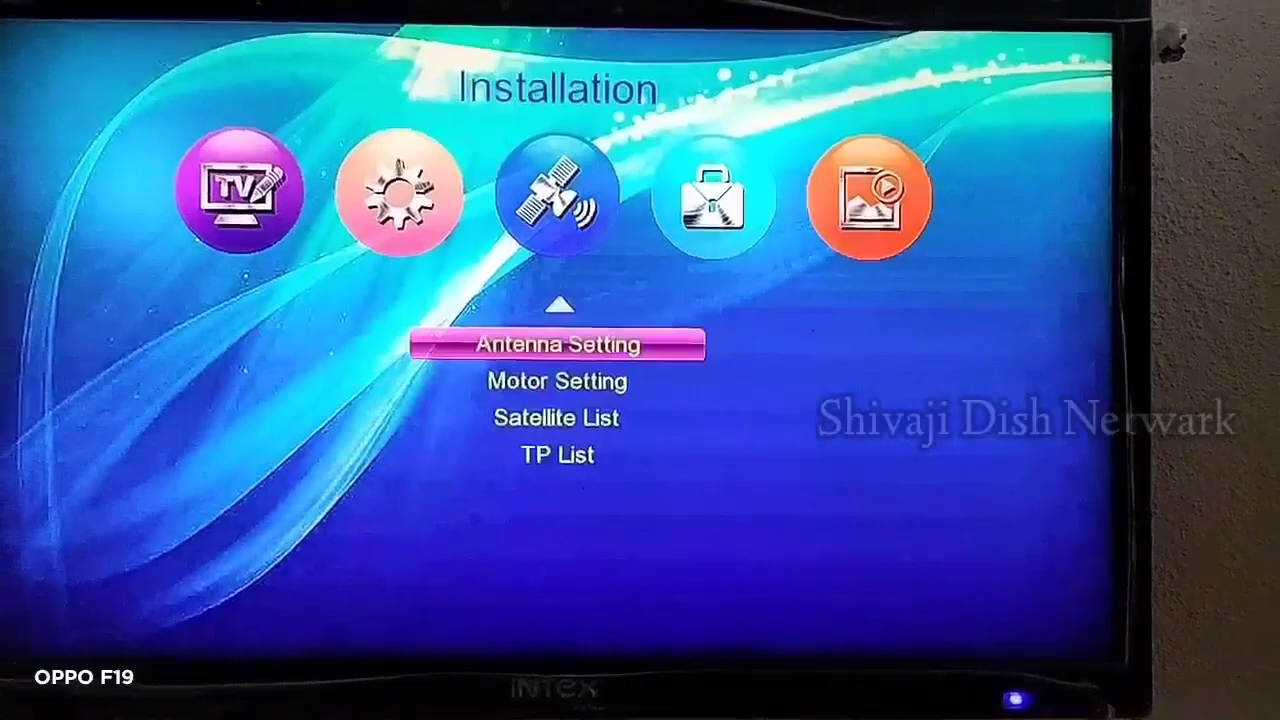 Installation
TV
Antenna Setting
Motor Setting
Satellite List
TP List
Shivaji Dish Nerwark
OPPO F19
INTEX